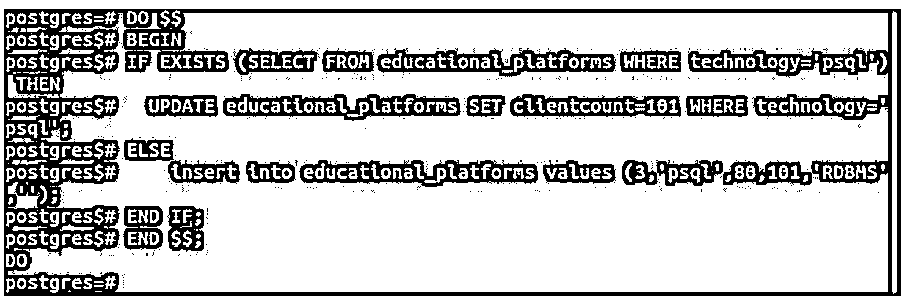 postgres=# DO $$
postgres$# BEGIN
postgres$# IF EXISTS (SELECT FROM educational_platforms WHERE technology='psql')
 THEN
postgres$#   UPDATE educational_platforms SET clientcount=101 WHERE technology='
psql';
postgres$# ELSE
postgres$#     insert into educational_platforms values (3,'psql',80,101,'RDBMS'
,'');
postgres$# END IF;
postgres$# END $$;
DO
postgres=#